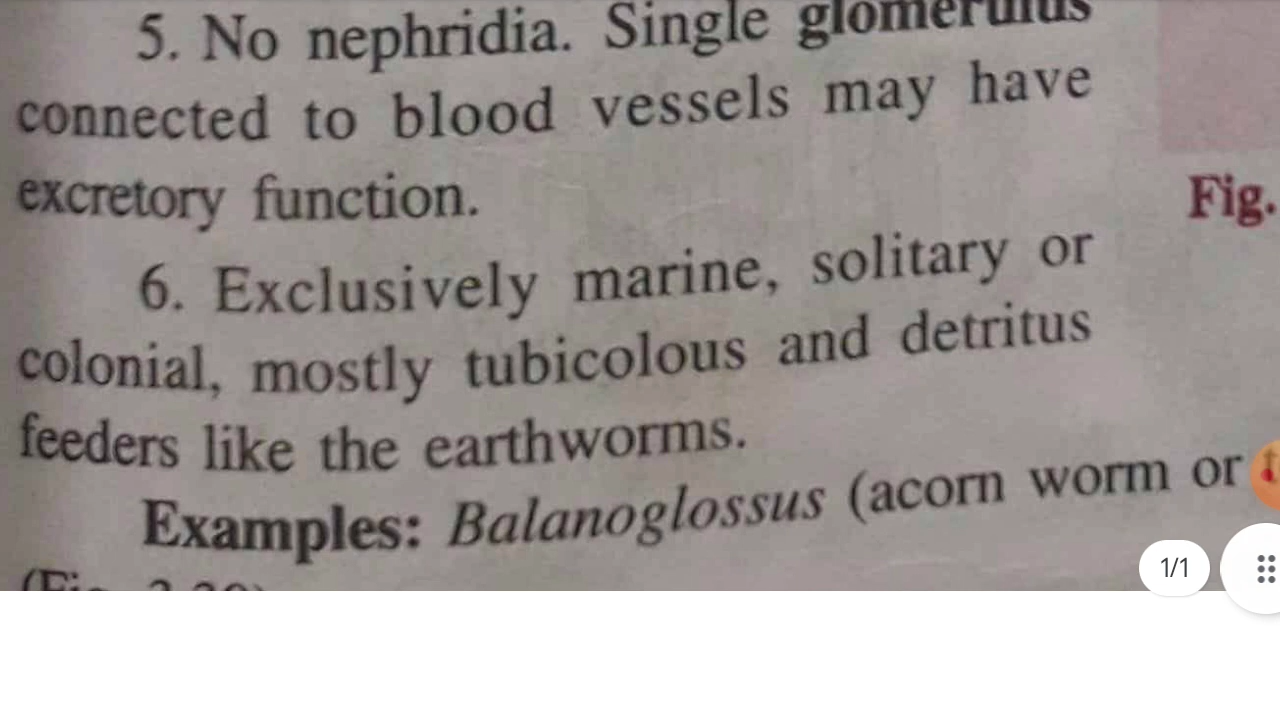 5. No nephridia. Single glomerulus
connected to blood vessels may have
excretory function.
Fig.
6. Exclusively marine, solitary or
colonial, mostly tubicolous and detritus
feeders like the earthworms.
Examples: Balanoglossus (acorn worm or
1/1